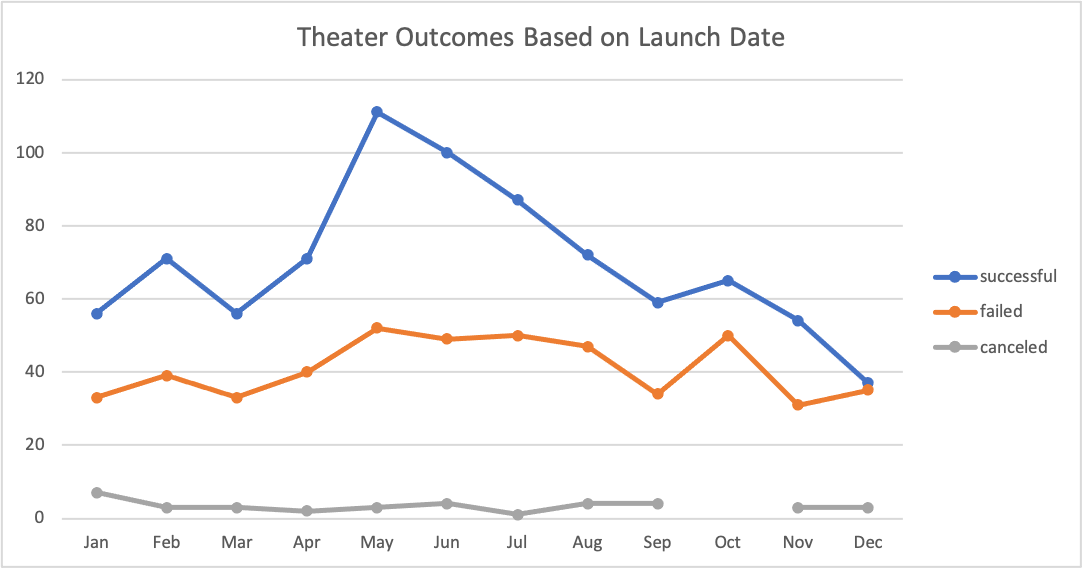 Theater Outcomes Based on Launch Date
120
100
80
60
40
20
0
Jan Feb Mar Apr May Jun Jul Aug Sep Oct Nov Dec
successful
failed
canceled